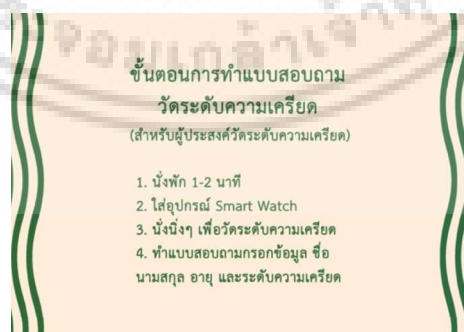 ขั้นตอนการทำแบบสอบถาม
วัดระดับความเครียด
(สำหรับผู้ประสงค์วัดระดับความเครียด)
1. นั่งพัก 1-2 นาที
2. ใส่อุปกรณ์ Smart Watch
3. นั่งนิ่งๆ เพื่อวัดระดับความเครียด
4. ทำแบบสอบถามกรอกข้อมูล ชื่อ
นามสกุล อายุ และระดับความเครียด